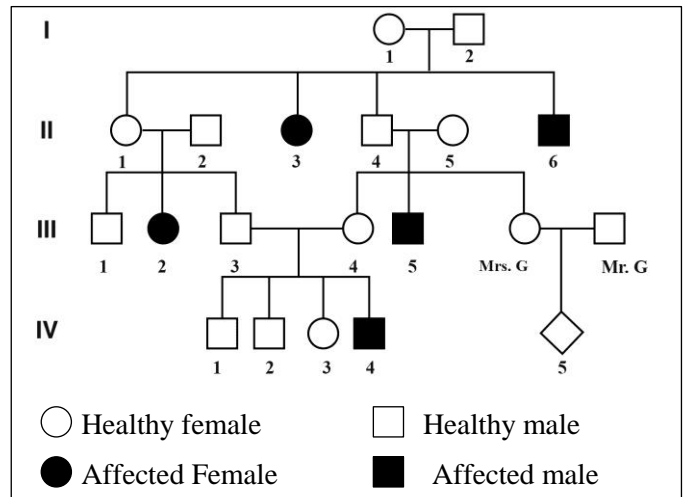 I
1 2
II
1 2 3 4 5 6
III
1 2 3 4 5 Mrs. G Mr. G
IV
1 2 3 4 5
Healthy female Healthy male
Affected Female Affected male